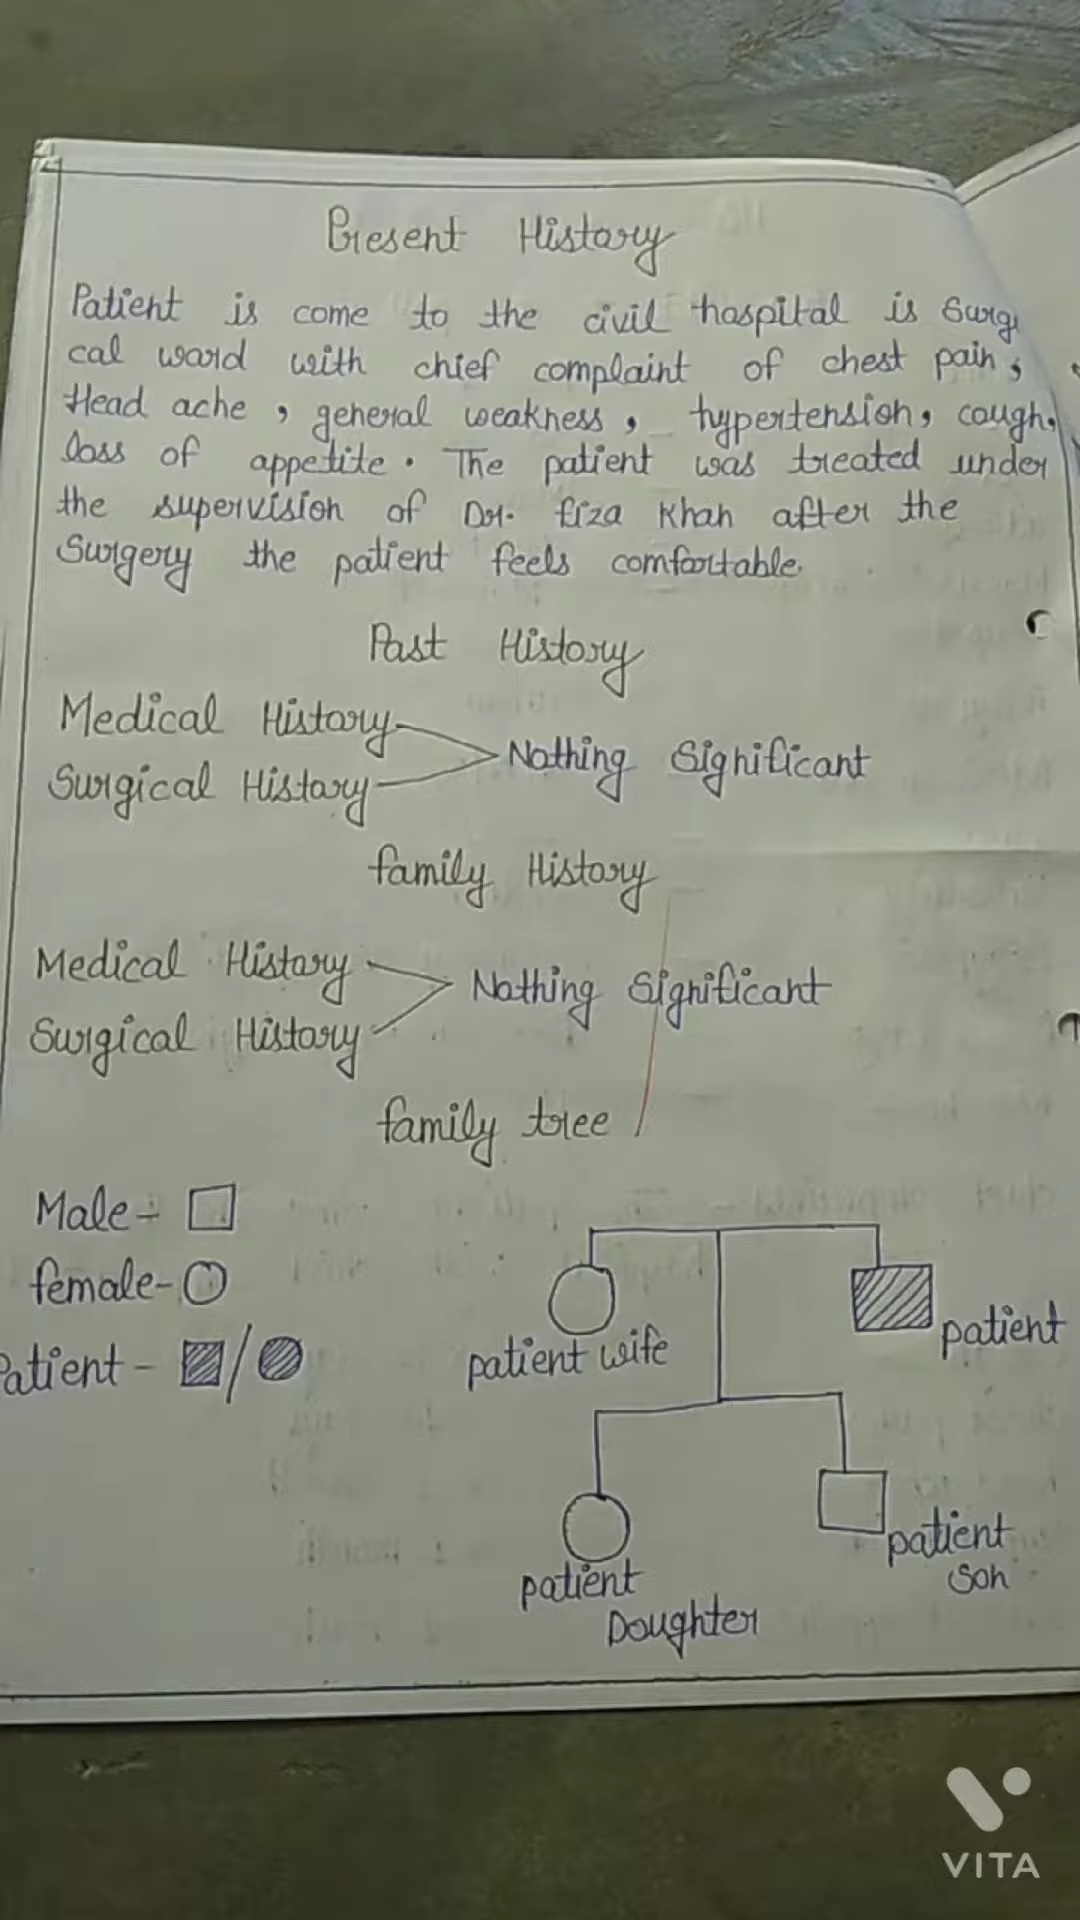 Present History
Patient is come to the civil hospital is Surgi
cal ward with chief complaint of chest pain,
Head ache, general weakness, hypertension, cough,
loss of appetite. The patient was treated under
the supervision of Dr. fiza Khan after the
Surgery the patient feels comfortable.
Past History
Medical History
Surgical History
Nothing Significant
family History
Medical History
Surgical History
Nothing Significant
family tree
Male-
female-
Patient - /
patient wife
patient
patient
Doughter
patient
son
VITA